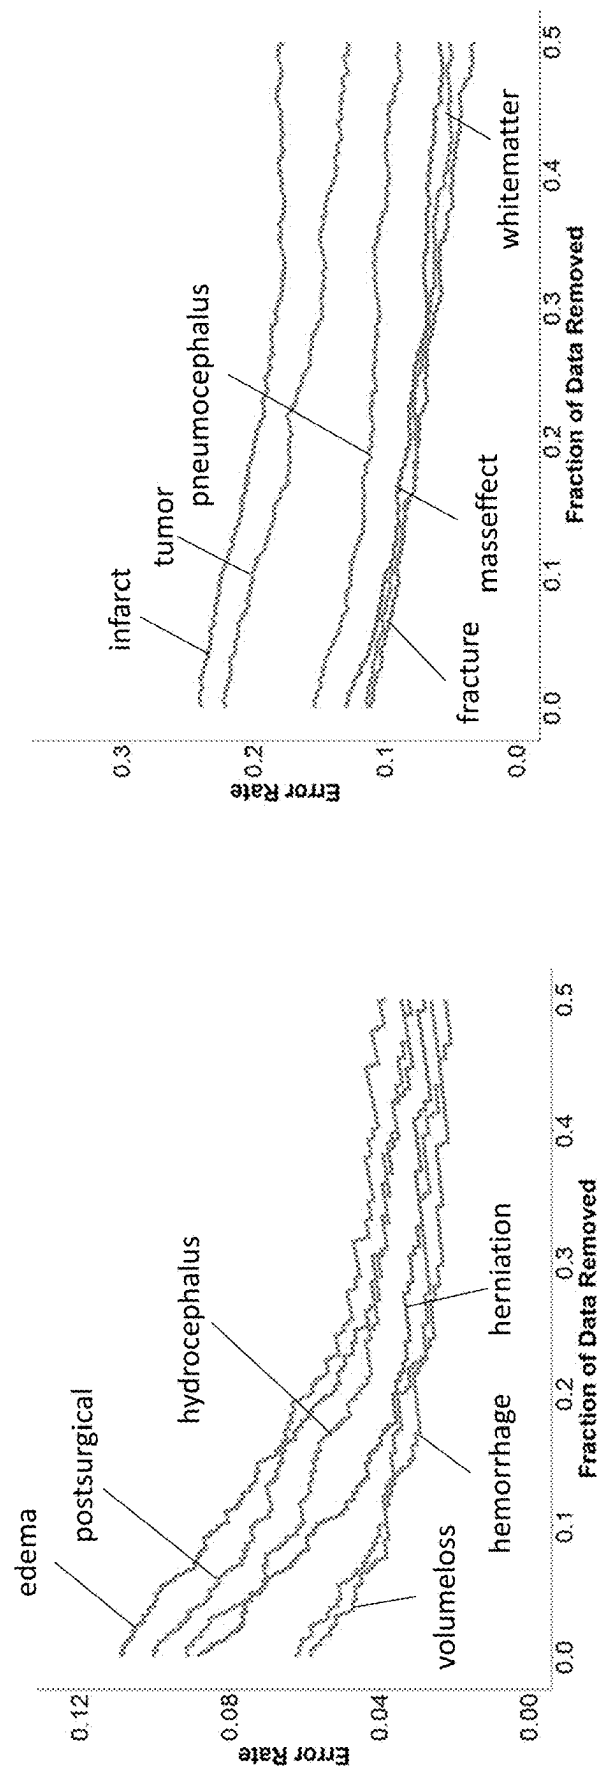 edema
postsurgical
hydrocephalus
volumeloss
hemorrhage
herniation
Error Rate
0.12
0.08
0.04
0.00
0.0
0.1
0.2
0.3
0.4
0.5
Fraction of Data Removed
infarct
tumor
pneumocephalus
fracture
masseffect
whitematter
Error Rate
0.3
0.2
0.1
0.0
0.0
0.1
0.2
0.3
0.4
0.5
Fraction of Data Removed